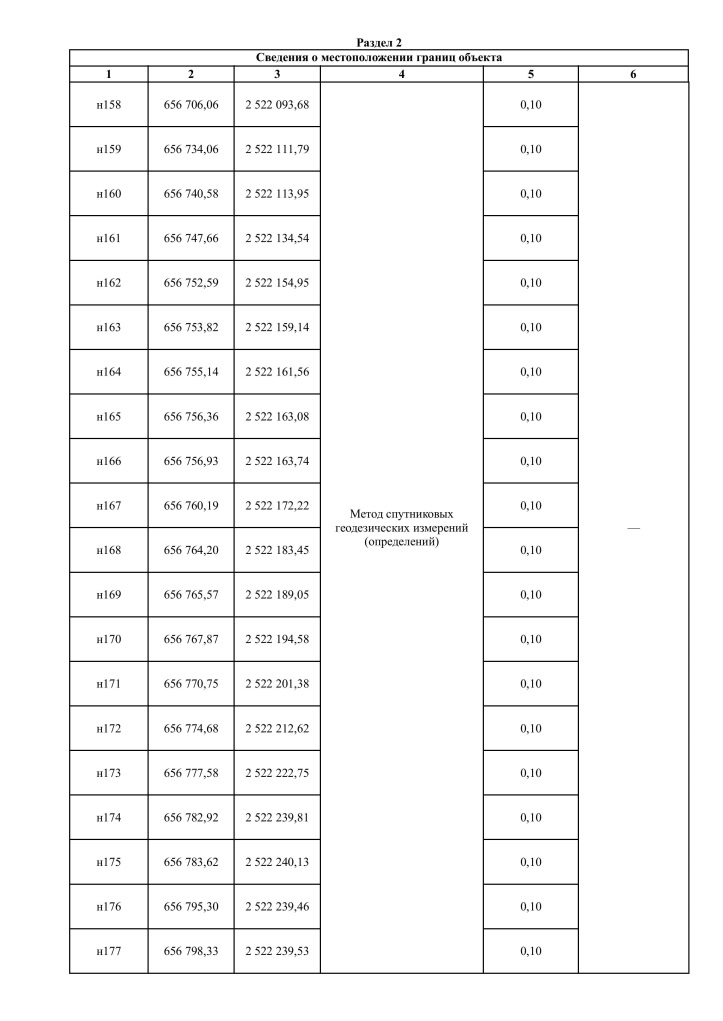 Раздел 2
Сведения о местоположении границ объекта
1 2 3 4 5 6
н158 656 706,06 2 522 093,68 0,10
н159 656 734,06 2 522 111,79 0,10
н160 656 740,58 2 522 113,95 0,10
н161 656 747,66 2 522 134,54 0,10
н162 656 752,59 2 522 154,95 0,10
н163 656 753,82 2 522 159,14 0,10
н164 656 755,14 2 522 161,56 0,10
н165 656 756,36 2 522 163,08 0,10
н166 656 756,93 2 522 163,74 0,10
н167 656 760,19 2 522 172,22 0,10
Метод спутниковых
геодезических измерений —
(определений)
н168 656 764,20 2 522 183,45 0,10
н169 656 765,57 2 522 189,05 0,10
н170 656 767,87 2 522 194,58 0,10
н171 656 770,75 2 522 201,38 0,10
н172 656 774,68 2 522 212,62 0,10
н173 656 777,58 2 522 222,75 0,10
н174 656 782,92 2 522 239,81 0,10
н175 656 783,62 2 522 240,13 0,10
н176 656 795,30 2 522 239,46 0,10
н177 656 798,33 2 522 239,53 0,10